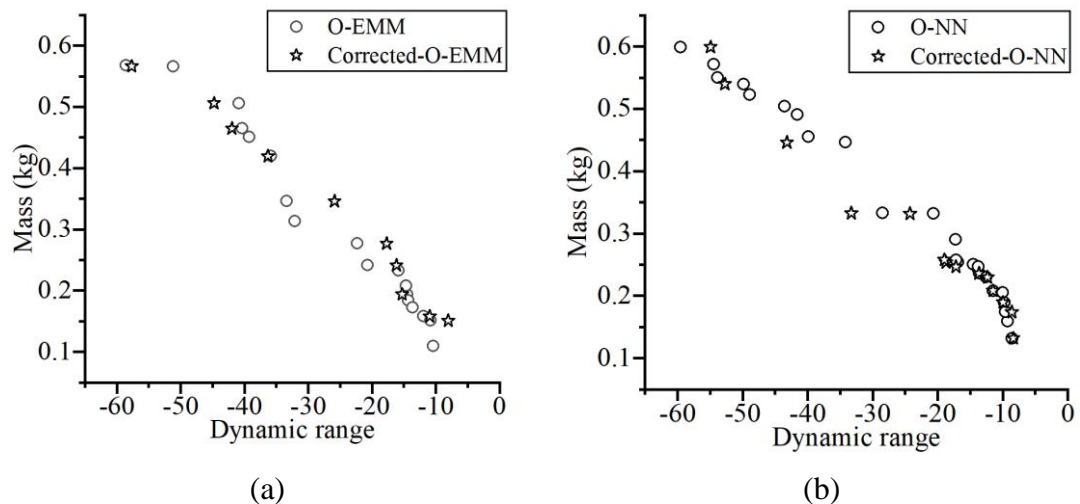 O-EMM
Corrected-O-EMM
0.6
0.5
0.4
0.3
0.2
0.1
Mass (kg)
-60 -50 -40 -30 -20 -10 0
Dynamic range
(a)
O-NN
Corrected-O-NN
0.6
0.5
0.4
0.3
0.2
0.1
Mass (kg)
-60 -50 -40 -30 -20 -10 0
Dynamic range
(b)